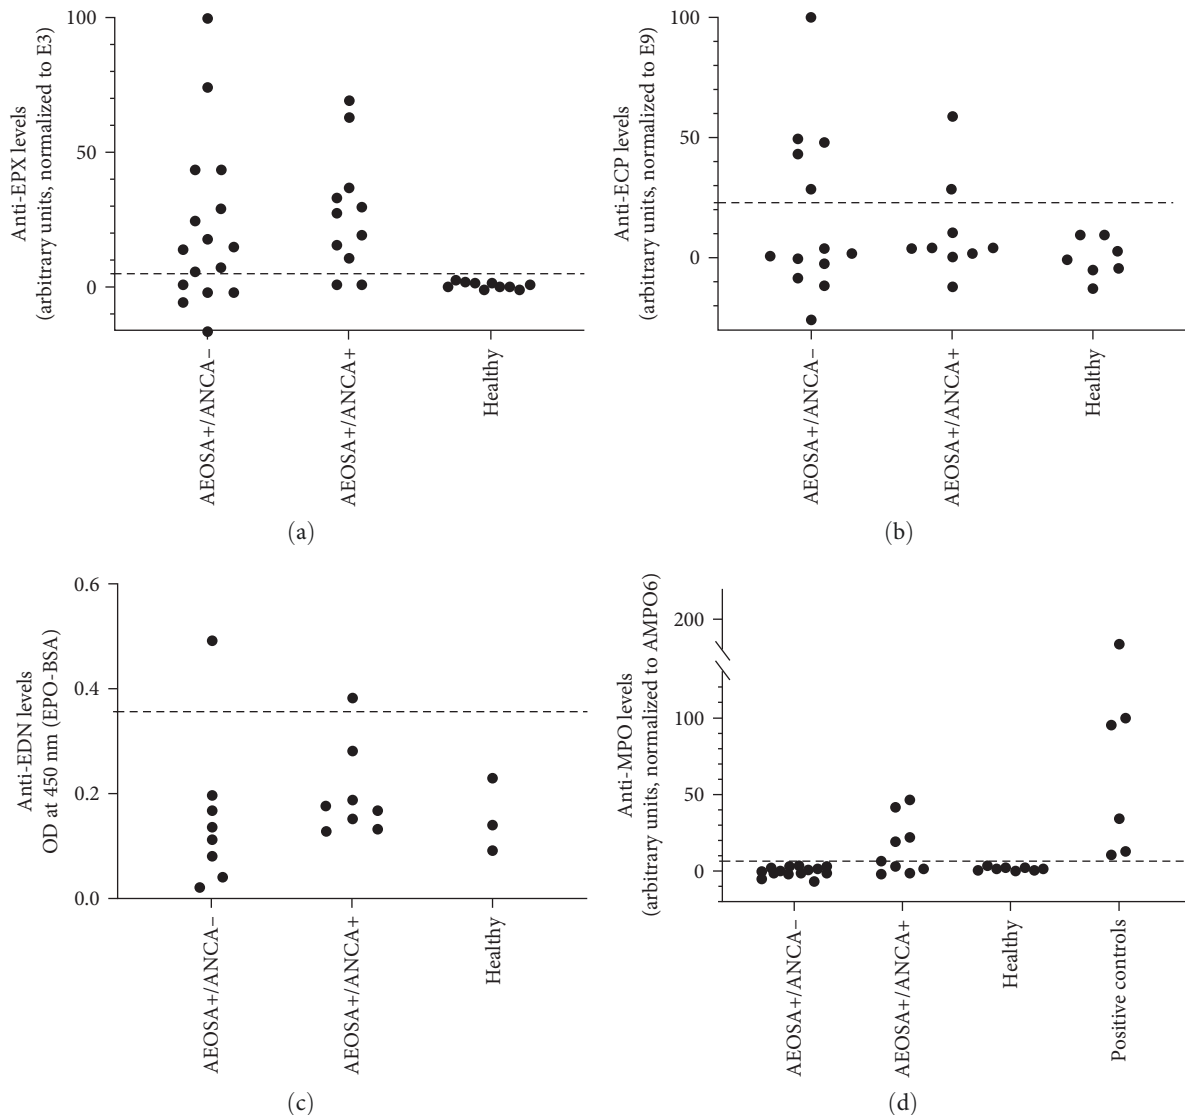 100
50
0
Anti-EPX levels
(arbitrary units, normalized to E3)
AEOSA+/ANCA−
AEOSA+/ANCA+
Healthy
(a)
100
50
0
Anti-ECP levels
(arbitrary units, normalized to E9)
AEOSA+/ANCA−
AEOSA+/ANCA+
Healthy
(b)
0.6
0.4
0.2
0.0
Anti-EDN levels
OD at 450 nm (EPO-BSA)
AEOSA+/ANCA−
AEOSA+/ANCA+
Healthy
(c)
200
100
50
0
Anti-MPO levels
(arbitrary units, normalized to AMPO6)
AEOSA+/ANCA−
AEOSA+/ANCA+
Healthy
Positive controls
(d)